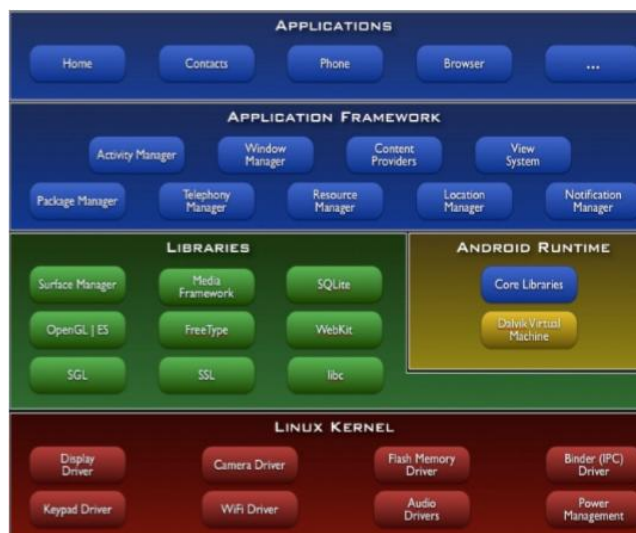 APPLICATIONS
Home
Contacts
Phone
Browser
...
APPLICATION FRAMEWORK
Activity Manager
Window
Manager
Content
Providers
View
System
Package Manager
Telephony
Manager
Resource
Manager
Location
Manager
Notification
Manager
LIBRARIES
Surface Manager
Media
Framework
SQLite
OpenGL | ES
FreeType
WebKit
SGL
SSL
libc
ANDROID RUNTIME
Core Libraries
Dalvik Virtual
Machine
LINUX KERNEL
Display
Driver
Camera Driver
Flash Memory
Driver
Binder (IPC)
Driver
Keypad Driver
WiFi Driver
Audio
Drivers
Power
Management